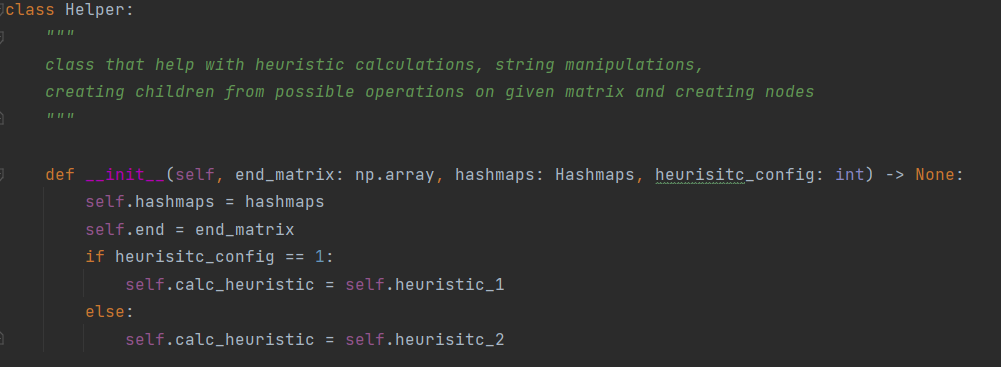 class Helper:
    """
    class that help with heuristic calculations, string manipulations,
    creating children from possible operations on given matrix and creating nodes
    """
    def __init__(self, end_matrix: np.array, hashmaps: Hashmaps, heurisitc_config: int) -> None:
        self.hashmaps = hashmaps
        self.end = end_matrix
        if heurisitc_config == 1:
            self.calc_heuristic = self.heuristic_1
        else:
            self.calc_heuristic = self.heurisitc_2